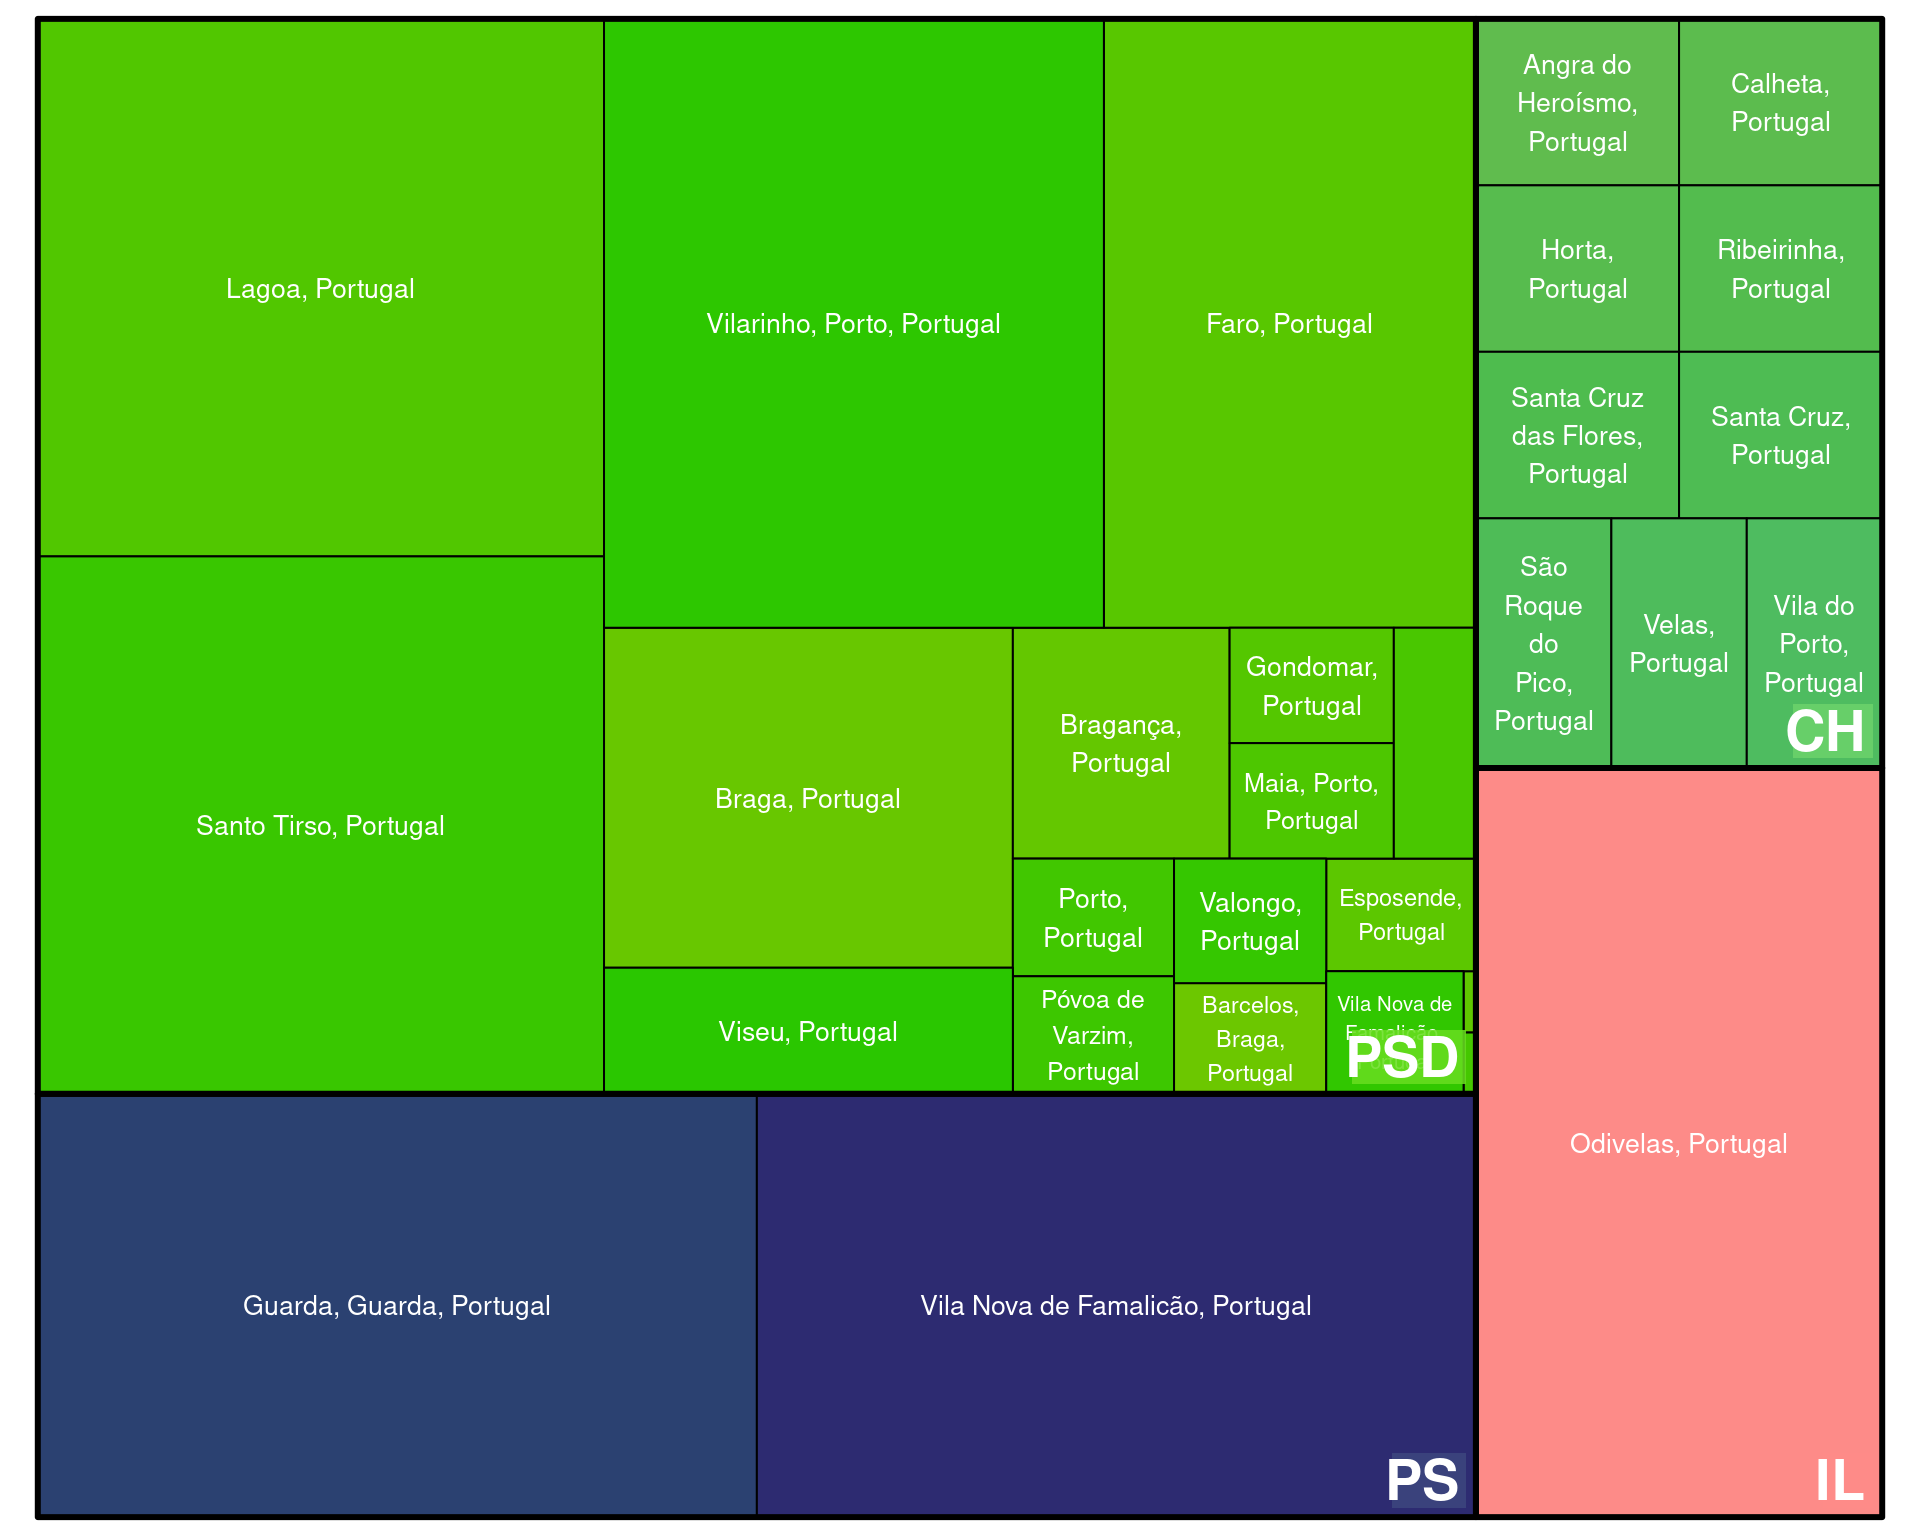 Lagoa, Portugal
Vilarinho, Porto, Portugal
Faro, Portugal
Santo Tirso, Portugal
Braga, Portugal
Viseu, Portugal
Bragança,
Portugal
Gondomar,
Portugal
Maia, Porto,
Portugal
Porto,
Portugal
Póvoa de
Varzim,
Portugal
Valongo,
Portugal
Barcelos,
Braga,
Portugal
Esposende,
Portugal
Vila Nova de
PSD
Angra do
Heroísmo,
Portugal
Calheta,
Portugal
Horta,
Portugal
Ribeirinha,
Portugal
Santa Cruz
das Flores,
Portugal
Santa Cruz,
Portugal
São
Roque
do
Pico,
Portugal
Velas,
Portugal
Vila do
Porto,
Portugal
CH
Guarda, Guarda, Portugal
Vila Nova de Famalicão, Portugal
PS
Odivelas, Portugal
IL